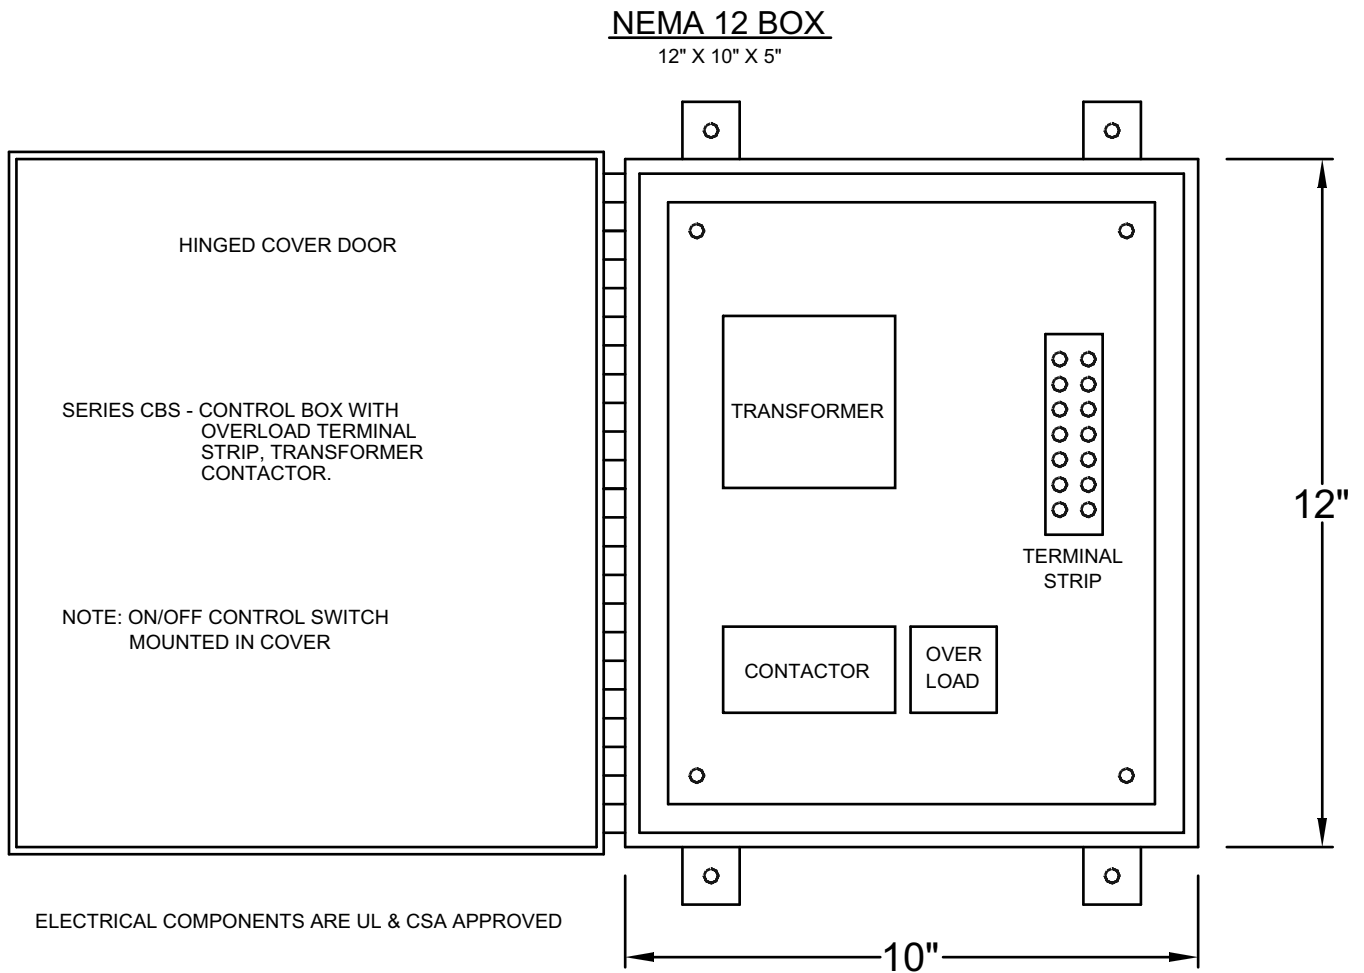 NEMA 12 BOX
12" X 10" X 5"
HINGED COVER DOOR
SERIES CBS - CONTROL BOX WITH
OVERLOAD TERMINAL
STRIP, TRANSFORMER
CONTACTOR.
NOTE: ON/OFF CONTROL SWITCH
MOUNTED IN COVER
TRANSFORMER
TERMINAL
STRIP
CONTACTOR
OVER
LOAD
12"
10"
ELECTRICAL COMPONENTS ARE UL & CSA APPROVED